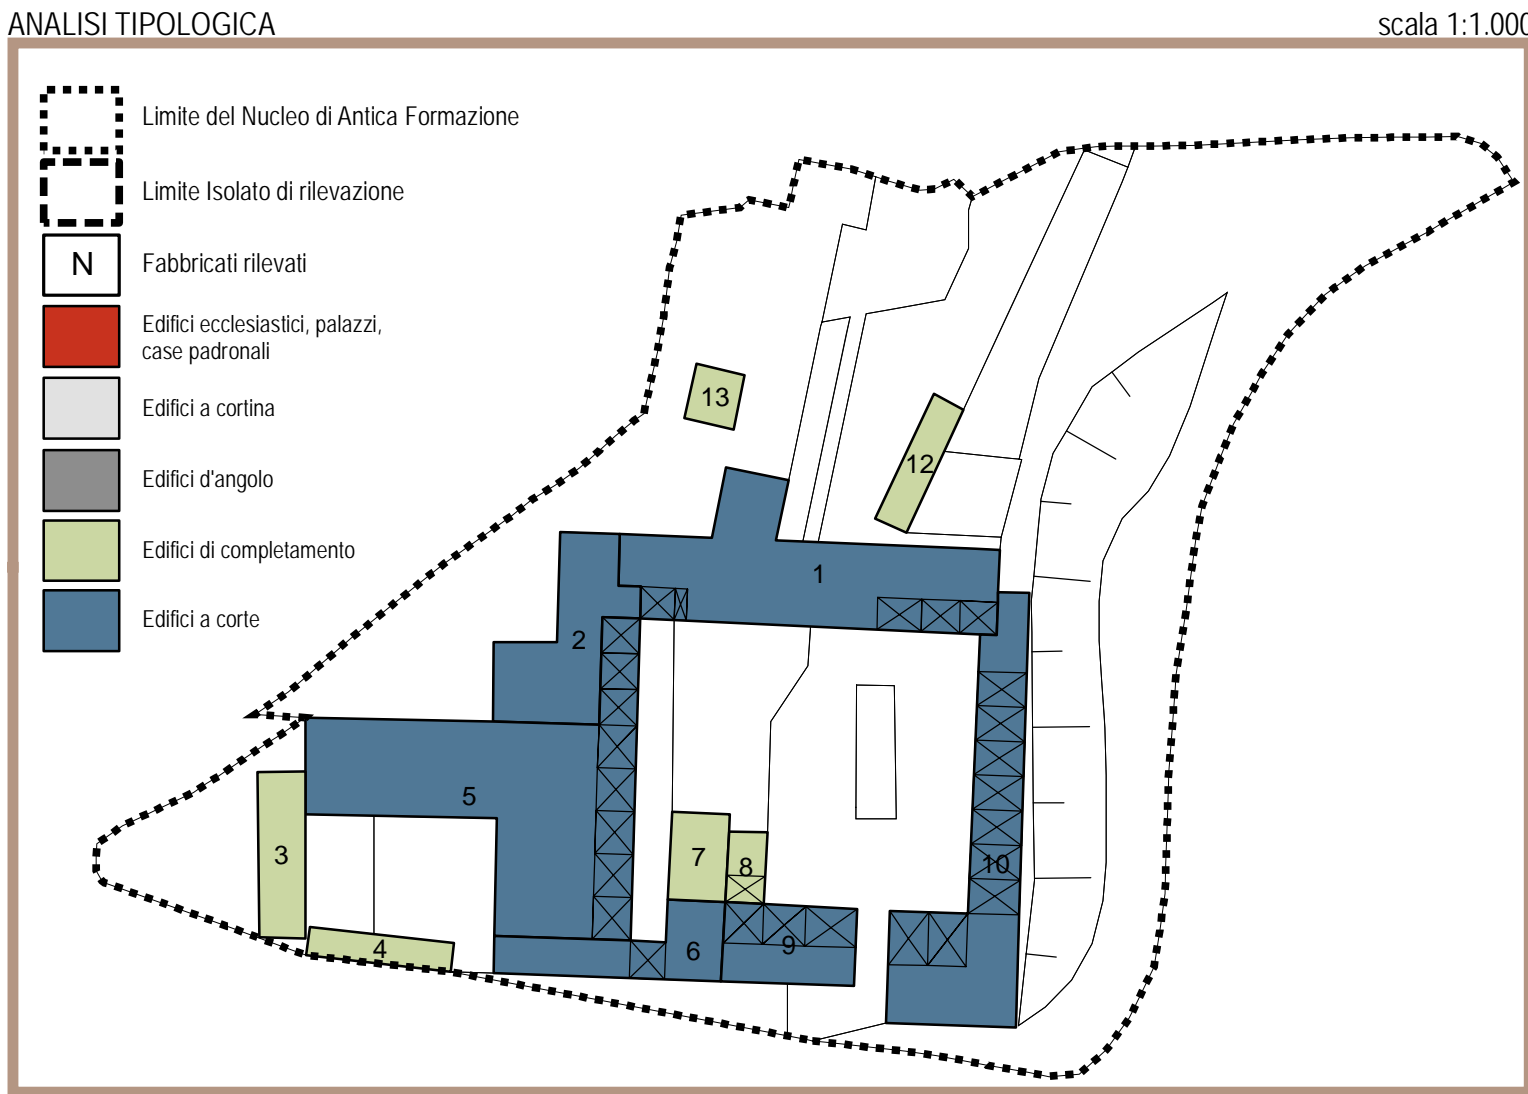 ANALISI TIPOLOGICA
scala 1:1.000
Limite del Nucleo di Antica Formazione
Limite Isolato di rilevazione
N Fabbricati rilevati
Edifici ecclesiastici, palazzi,
case padronali
Edifici a cortina
Edifici d'angolo
Edifici di completamento
Edifici a corte
13
12
1
2
5
3
7
8
10
4
6
9